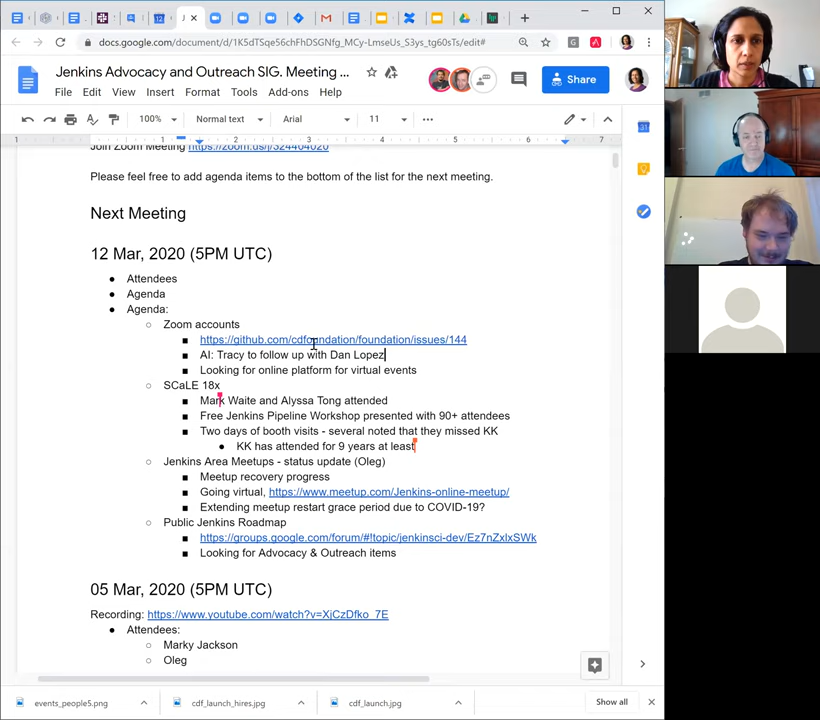 12
J
docs.google.com/document/d/1K5dTSqe56chFhDSGNfg_MCy-LmseUs_S3ys_tg60sTs/edit#
Jenkins Advocacy and Outreach SIG. Meeting ...
Share
File Edit View Insert Format Tools Add-ons Help
100% Normal text Arial 11
1 1 2 3 4 5 6 7
Join Zoom Meeting https://zoom.us/j/324404020
Please feel free to add agenda items to the bottom of the list for the next meeting.
Next Meeting
12 Mar, 2020 (5PM UTC)
● Attendees
● Agenda
● Agenda:
○ Zoom accounts
■ https://github.com/cdfoundation/foundation/issues/144
■ AI: Tracy to follow up with Dan Lopez
■ Looking for online platform for virtual events
○ SCaLE 18x
■ Mark Waite and Alyssa Tong attended
■ Free Jenkins Pipeline Workshop presented with 90+ attendees
■ Two days of booth visits - several noted that they missed KK
● KK has attended for 9 years at least
○ Jenkins Area Meetups - status update (Oleg)
■ Meetup recovery progress
■ Going virtual, https://www.meetup.com/Jenkins-online-meetup/
■ Extending meetup restart grace period due to COVID-19?
○ Public Jenkins Roadmap
■ https://groups.google.com/forum/#!topic/jenkinsci-dev/Ez7nZxlxSWk
■ Looking for Advocacy & Outreach items
05 Mar, 2020 (5PM UTC)
Recording: https://www.youtube.com/watch?v=XjCzDfko_7E
● Attendees:
○ Marky Jackson
○ Oleg
events_people5.png cdf_launch_hires.jpg cdf_launch.jpg Show all